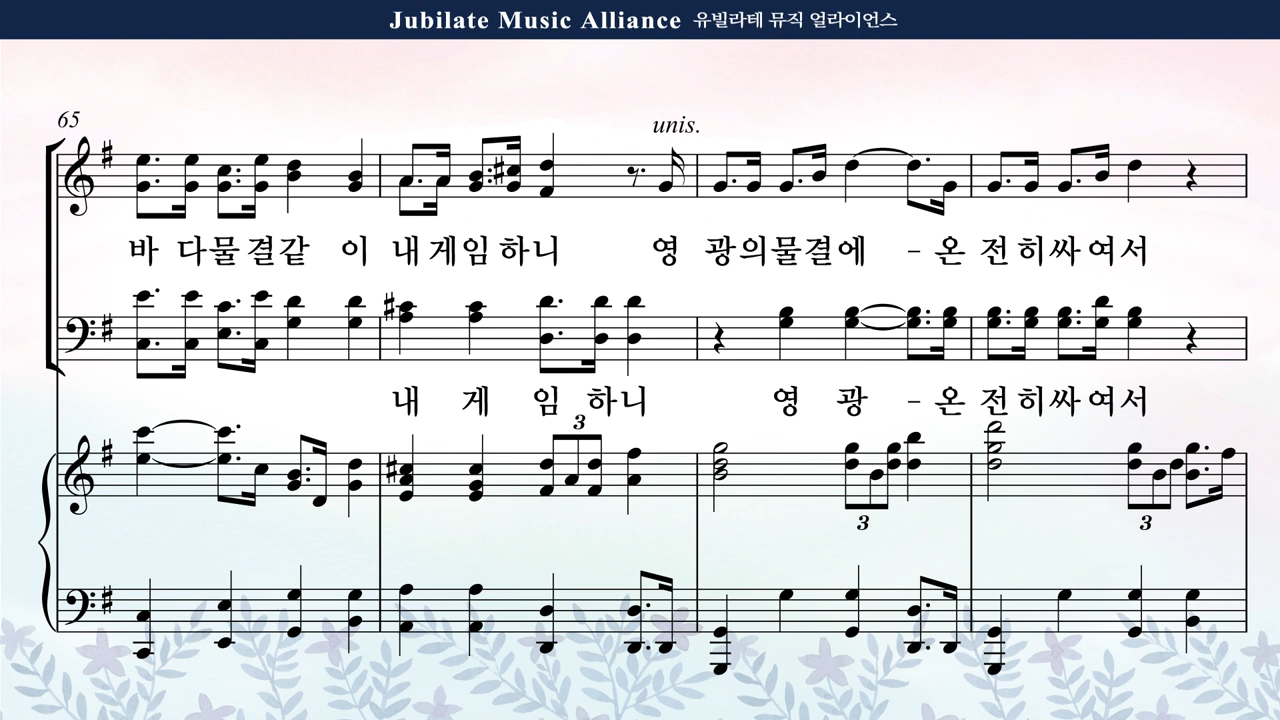 Jubilate Music Alliance 유빌라테 뮤직 얼라이언스
65
unis.
바 다물 결같 이 내 게임 하니 영 광의물결에 - 온 전 히싸 여서
내 게 임 하니 영 광 - 온 전 히싸 여서
3
3
3